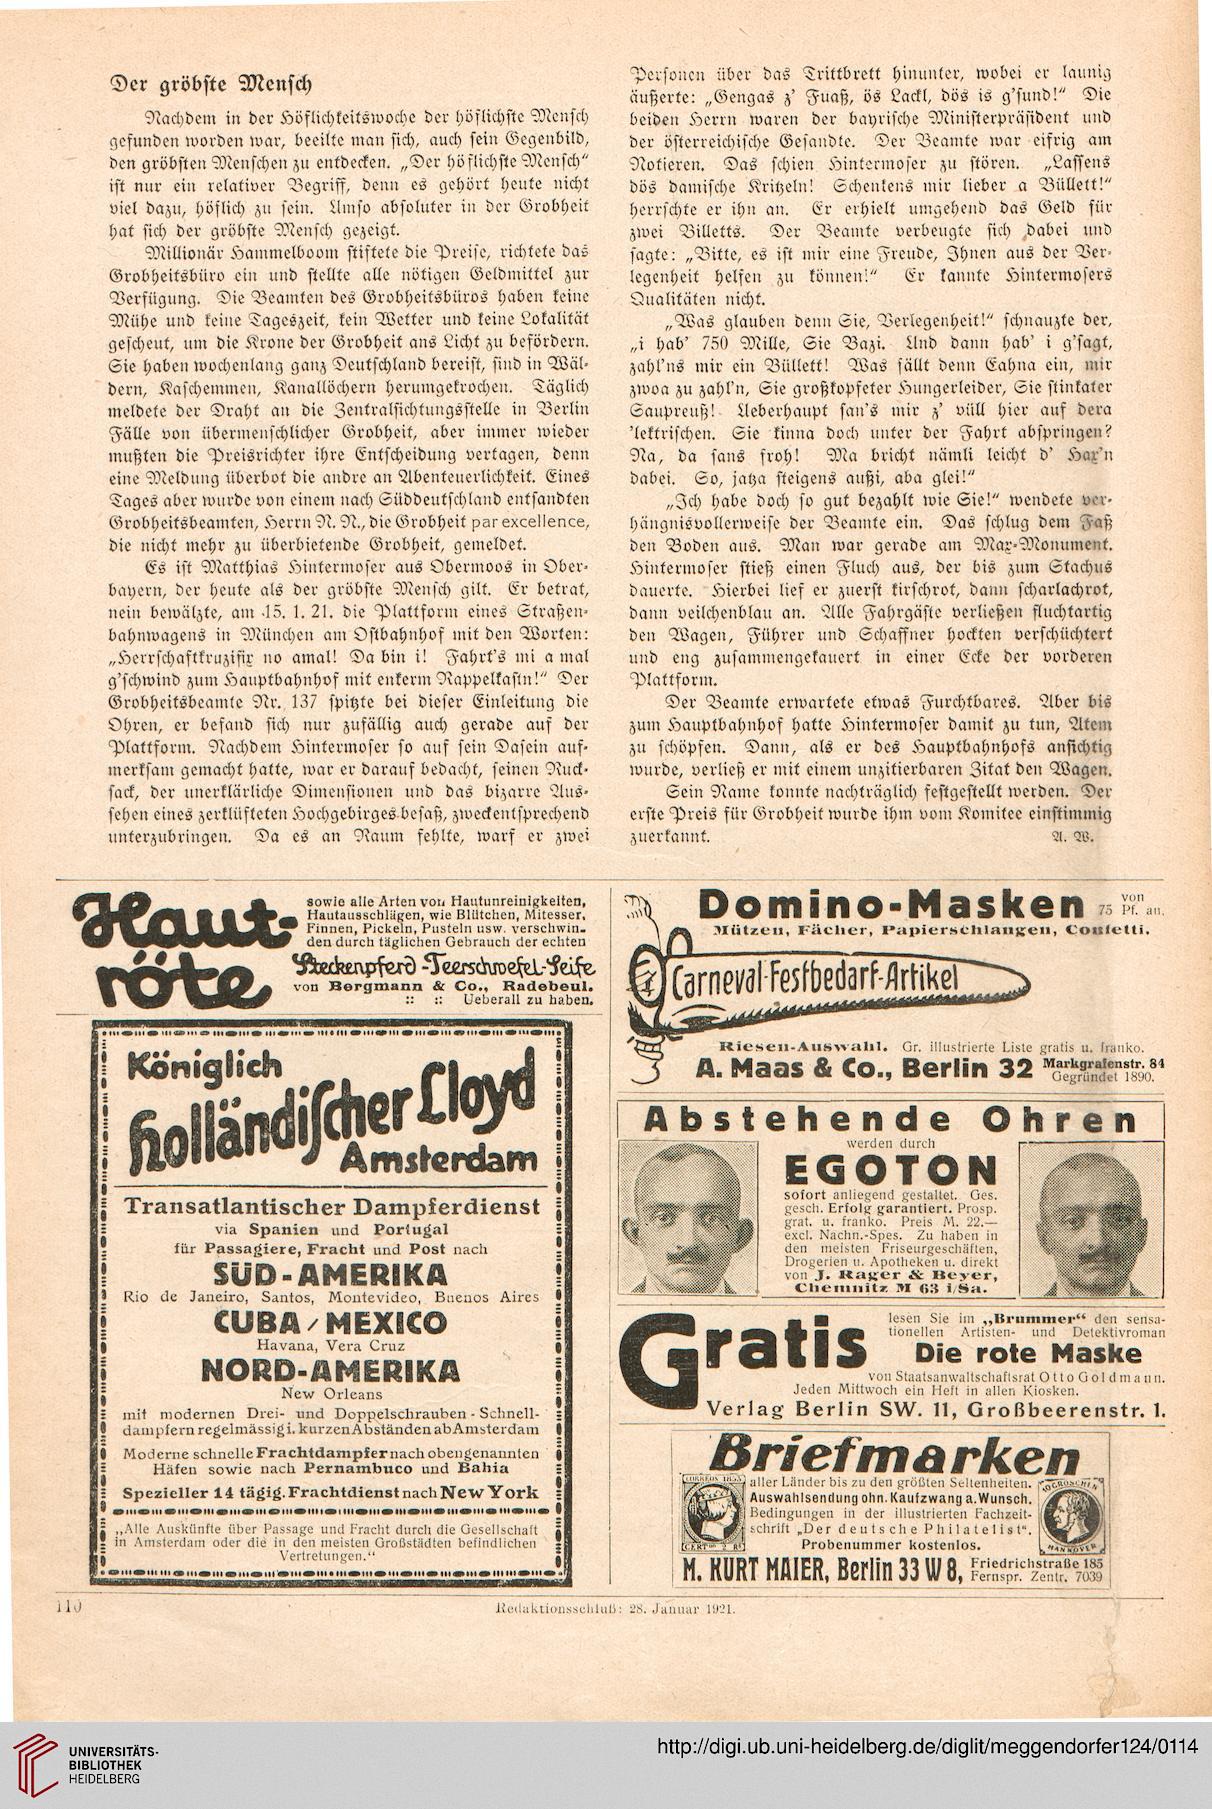 Der gröbste Mensch
Nachdem in der Höflichkeitswoche der höflichste Mensch
gefunden worden war, beeilte man sich, auch sein Gegenbild,
den gröbsten Menschen zu entdecken. „Der höflichste Mensch“
ist nur ein relativer Begriff, denn es gehört heute nicht
viel dazu, höflich zu sein. Umso absoluter in der Grobheit
hat sich der gröbste Mensch gezeigt.
Millionär Hammelboom stiftete die Preise, richtete das
Grobheitsbüro ein und stellte alle nötigen Geldmittel zur
Verfügung. Die Beamten des Grobheitsbüros haben keine
Mühe und keine Tageszeit, kein Wetter und keine Lokalität
gescheut, um die Krone der Grobheit ans Licht zu befördern.
Sie haben wochenlang ganz Deutschland bereist, sind in Wäl-
dern, Kaschemmen, Kanallöchern herumgekrochen. Täglich
meldete der Draht an die Zentralsichtungsstelle in Berlin
Fälle von übermenschlicher Grobheit, aber immer wieder
mußten die Preisrichter ihre Entscheidung vertagen, denn
eine Meldung überbot die andre an Abenteuerlichkeit. Eines
Tages aber wurde von einem nach Süddeutschland entsandten
Grobheitsbeamten, Herrn N. N., die Grobheit par excellence,
die nicht mehr zu überbietende Grobheit, gemeldet.
Es ist Matthias Hintermoser aus Obermoos in Ober-
bayern, der heute als der gröbste Mensch gilt. Er betrat,
nein bewälzte, am 15. 1. 21. die Plattform eines Straßen-
bahnwagens in München am Ostbahnhof mit den Worten:
„Herrschaftkruzifix no amal! Da bin i! Fahrt's mi a mal
g'schwind zum Hauptbahnhof mit enkerm Rappelkastn!“ Der
Grobheitsbeamte Nr. 137 spitzte bei dieser Einleitung die
Ohren, er befand sich nur zufällig auch gerade auf der
Plattform. Nachdem Hintermoser so auf sein Dasein auf-
merksam gemacht hatte, war er darauf bedacht, seinen Ruck-
sack, der unerklärliche Dimensionen und das bizarre Aus-
sehen eines zerklüfteten Hochgebirges besaß, zweckentsprechend
unterzubringen. Da es an Raum fehlte, warf er zwei
Personen über das Trittbrett hinunter, wobei er launig
äußerte: „Gengas z' Fuaß, ös Lackl, dös is g'sund!“ Die
beiden Herrn waren der bayrische Ministerpräsident und
der österreichische Gesandte. Der Beamte war eifrig am
Notieren. Das schien Hintermoser zu stören. „Lassens
dös damische Kritzeln! Schenkens mir lieber a Büllett!“
herrschte er ihn an. Er erhielt umgehend das Geld für
zwei Billetts. Der Beamte verbeugte sich dabei und
sagte: „Bitte, es ist mir eine Freude, Ihnen aus der Ver-
legenheit helfen zu können!“ Er kannte Hintermosers
Qualitäten nicht.
„Was glauben denn Sie, Verlegenheit!“ schnauzte der,
„i hab' 750 Mille, Sie Bazi. Und dann hab' i g'sagt,
zahl'ns mir ein Büllett! Was fällt denn Eahna ein, mir
zwoa zu zahl'n, Sie großkopfeter Hungerleider, Sie stinkater
Saupreuß! Ueberhaupt san's mir z' vüll hier auf dera
'lektrischen. Sie kinna doch unter der Fahrt abspringen?
Na, da sans froh! Ma bricht nämli leicht d' Hax'n
dabei. So, jatza steigens außi, aba glei!“
„Ich habe doch so gut bezahlt wie Sie!“ wendete ver-
hängnisvollerweise der Beamte ein. Das schlug dem Faß
den Boden aus. Man war gerade am Max-Monument.
Hintermoser stieß einen Fluch aus, der bis zum Stachus
dauerte. Hierbei lief er zuerst kirschrot, dann scharlachrot,
dann veilchenblau an. Alle Fahrgäste verließen fluchtartig
den Wagen, Führer und Schaffner hockten verschüchtert
und eng zusammengekauert in einer Ecke der vorderen
Plattform.
Der Beamte erwartete etwas Furchtbares. Aber bis
zum Hauptbahnhof hatte Hintermoser damit zu tun, Atem
zu schöpfen. Dann, als er des Hauptbahnhofs ansichtig
wurde, verließ er mit einem unzitierbaren Zitat den Wagen.
Sein Name konnte nachträglich festgestellt werden. Der
erste Preis für Grobheit wurde ihm vom Komitee einstimmig
zuerkannt. A. W.
Haut-
röte
sowie alle Arten von Hautunreinigkeiten,
Hautausschlägen, wie Blütchen, Mitesser,
Finnen, Pickeln, Pusteln usw. verschwin-
den durch täglichen Gebrauch der echten
Steckenpferd-Teerschwefel-Seife
von Bergmann & Co., Radebeul.
:: :: Ueberall zu haben.
Königlich
holländischer Lloyd
Amsterdam
Transatlantischer Dampferdienst
via Spanien und Portugal
für Passagiere, Fracht und Post nach
SÜD-AMERIKA
Rio de Janeiro, Santos, Montevideo, Buenos Aires
CUBA / MEXICO
Havana, Vera Cruz
NORD-AMERIKA
New Orleans
mit modernen Drei- und Doppelschrauben-Schnell-
dampfern regelmässig i. kurzen Abständen ab Amsterdam
Moderne schnelle Frachtdampfer nach obengenannten
Häfen sowie nach Pernambuco und Bahia
Spezieller 14 tägig. Frachtdienst nach New York
„Alle Auskünfte über Passage und Fracht durch die Gesellschaft
in Amsterdam oder die in den meisten Großstädten befindlichen
Vertretungen.“
Domino-Masken von 75 Pf. an.
Mützen, Fächer, Papierschlangen, Confetti.
Carneval-Festbedarf-Artikel
Riesen-Auswahl. Gr. illustrierte Liste gratis u. franko.
A. Maas & Co., Berlin 32 Markgrafenstr. 84
Gegründet 1890.
Abstehende Ohren
werden durch
EGOTON
sofort anliegend gestaltet. Ges.
gesch. Erfolg garantiert. Prosp.
grat. u. franko. Preis M. 22.—
excl. Nachn.-Spes. Zu haben in
den meisten Friseurgeschäften,
Drogerien u. Apotheken u. direkt
von J. Rager & Beyer,
Chemnitz M 63 i/Sa.
Gratis
lesen Sie im „Brummer“ den sensa-
tionellen Artisten- und Detektivroman
Die rote Maske
von Staatsanwaltschaftsrat Otto Goldmann.
Jeden Mittwoch ein Heft in allen Kiosken.
Verlag Berlin SW. 11, Großbeerenstr. 1.
Briefmarken
aller Länder bis zu den größten Seltenheiten.
Auswahlsendung ohn. Kaufzwang a. Wunsch.
Bedingungen in der illustrierten Fachzeit-
schrift „Der deutsche Philatelist“.
Probenummer kostenlos.
CORREOS 1853
10 GROSCHEN
HANNOVER
M. KURT MAIER, Berlin 33 W 8, Friedrichstraße 185
Fernspr. Zentr. 7039
110
Redaktionsschluß: 28. Januar 1921.
UNIVERSITÄTS-
BIBLIOTHEK
HEIDELBERG
http://digi.ub.uni-heidelberg.de/diglit/meggendorfer124/0114